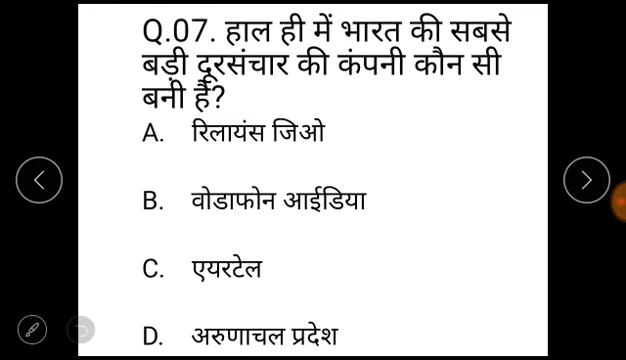 Q.07. हाल ही में भारत की सबसे
बड़ी दूरसंचार की कंपनी कौन सी
बनी हैं?
A. रिलायंस जिओ
B. वोडाफोन आईडिया
C. एयरटेल
D. अरुणाचल प्रदेश